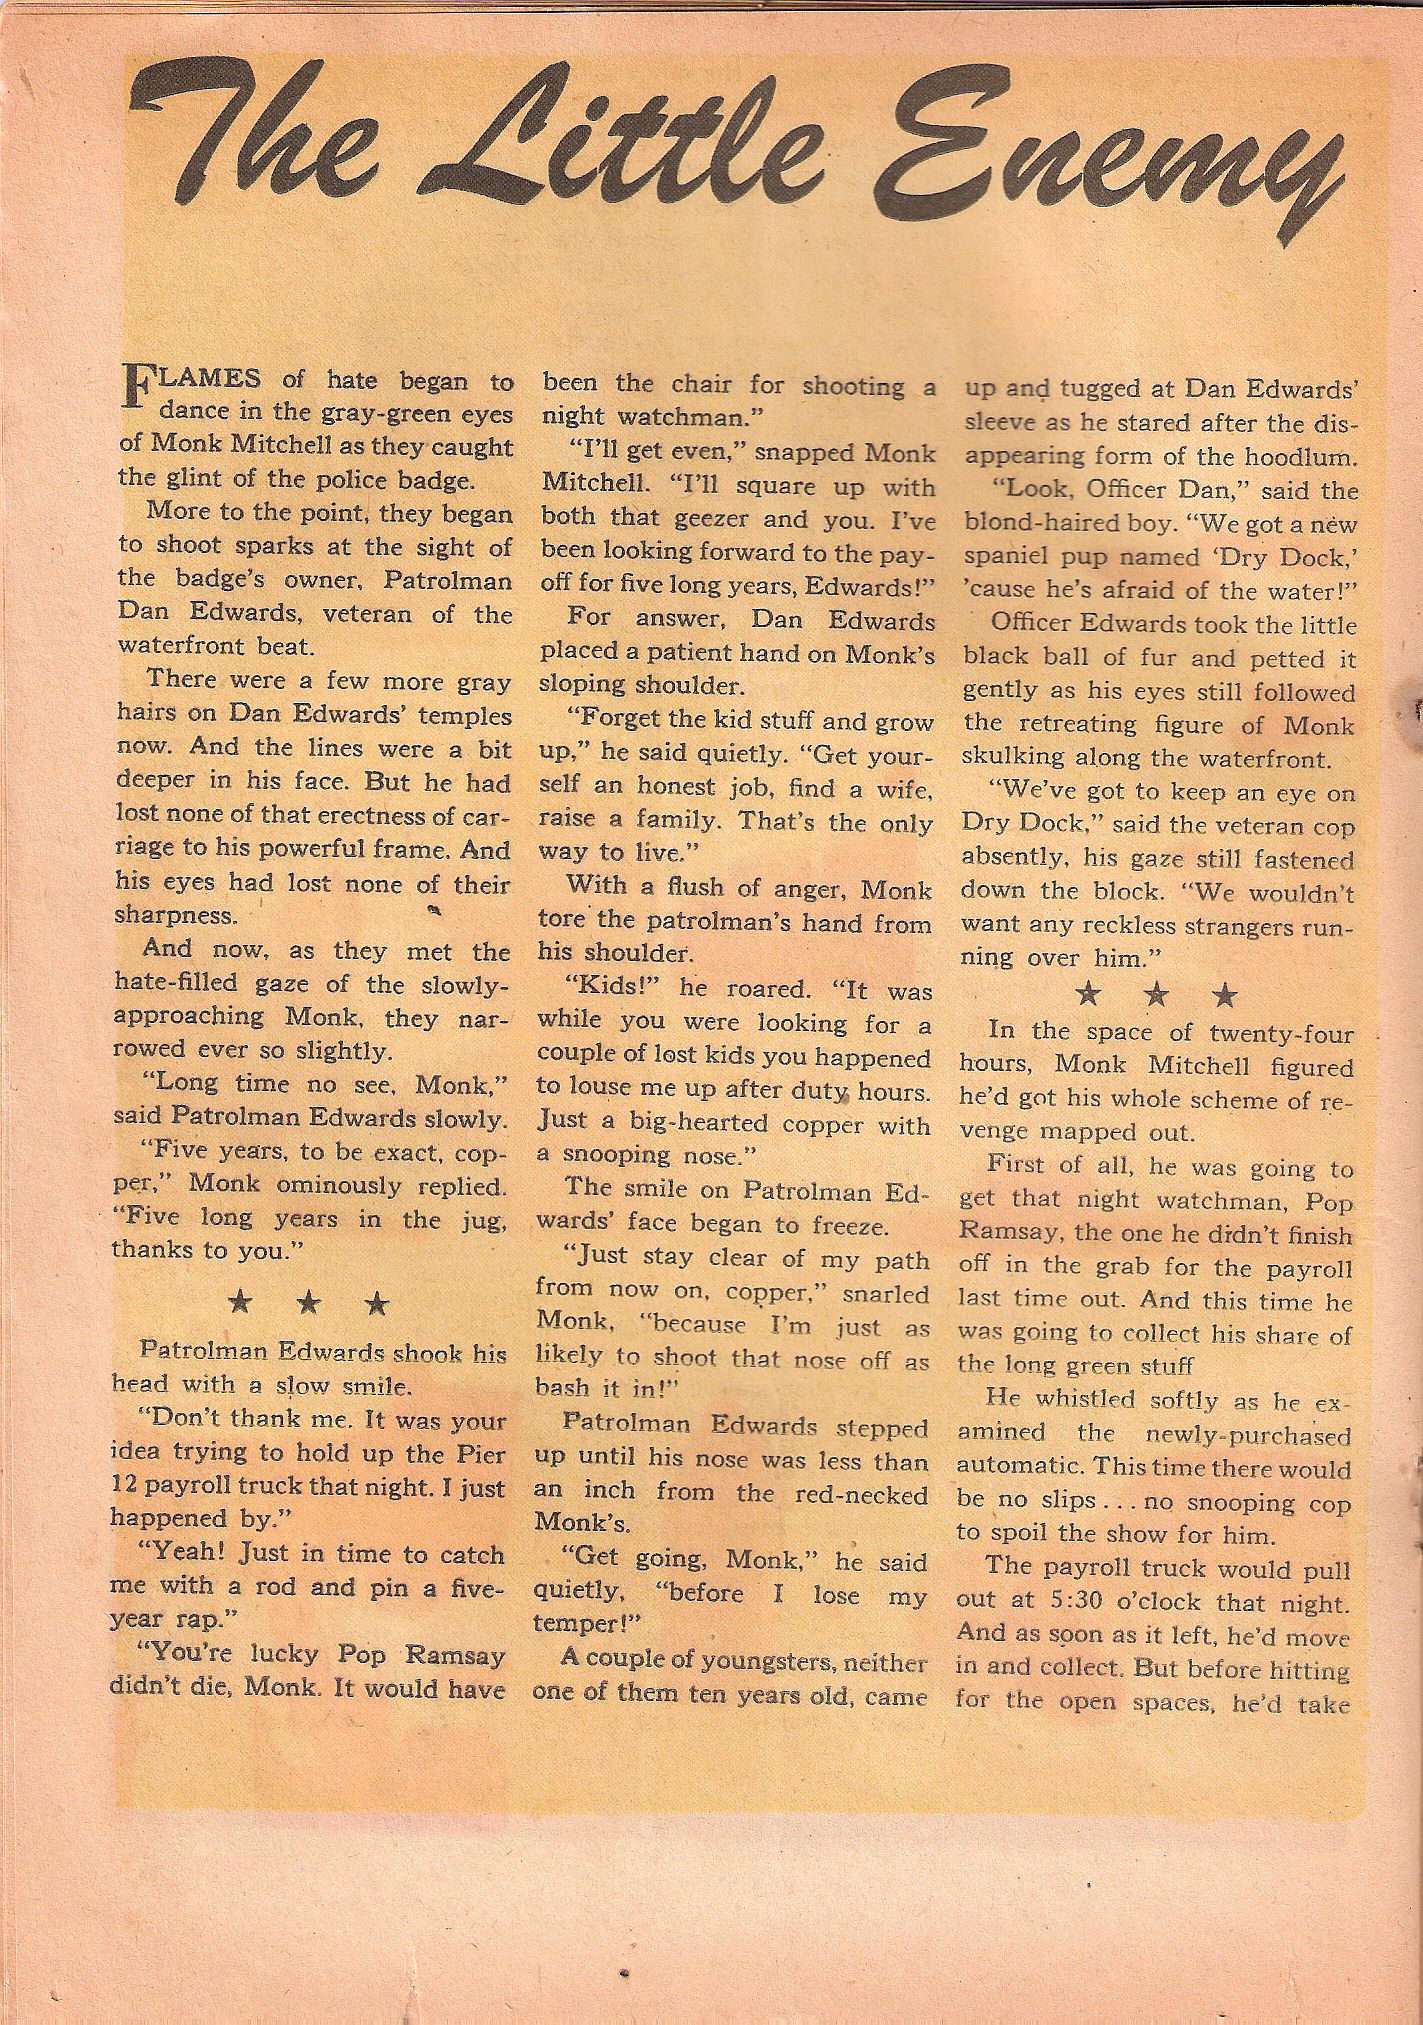 The Little Enemy
FLAMES of hate began to
dance in the gray-green eyes
of Monk Mitchell as they caught
the glint of the police badge.
More to the point, they began
to shoot sparks at the sight of
the badge's owner, Patrolman
Dan Edwards, veteran of the
waterfront beat.
There were a few more gray
hairs on Dan Edwards' temples
now. And the lines were a bit
deeper in his face. But he had
lost none of that erectness of car-
riage to his powerful frame. And
his eyes had lost none of their
sharpness.
And now, as they met the
hate-filled gaze of the slowly-
approaching Monk, they nar-
rowed ever so slightly.
“Long time no see, Monk,”
said Patrolman Edwards slowly.
“Five years, to be exact, cop-
per,” Monk ominously replied.
“Five long years in the jug,
thanks to you.”
★ ★ ★
Patrolman Edwards shook his
head with a slow smile.
“Don't thank me. It was your
idea trying to hold up the Pier
12 payroll truck that night. I just
happened by.”
“Yeah! Just in time to catch
me with a rod and pin a five-
year rap.”
“You're lucky Pop Ramsay
didn't die, Monk. It would have
been the chair for shooting a
night watchman.”
“I'll get even,” snapped Monk
Mitchell. “I'll square up with
both that geezer and you. I've
been looking forward to the pay-
off for five long years, Edwards!”
For answer, Dan Edwards
placed a patient hand on Monk's
sloping shoulder.
“Forget the kid stuff and grow
up,” he said quietly. “Get your-
self an honest job, find a wife,
raise a family. That's the only
way to live.”
With a flush of anger, Monk
tore the patrolman's hand from
his shoulder.
“Kids!” he roared. “It was
while you were looking for a
couple of lost kids you happened
to louse me up after duty hours.
Just a big-hearted copper with
a snooping nose.”
The smile on Patrolman Ed-
wards' face began to freeze.
“Just stay clear of my path
from now on, copper,” snarled
Monk, “because I'm just as
likely to shoot that nose off as
bash it in!”
Patrolman Edwards stepped
up until his nose was less than
an inch from the red-necked
Monk's.
“Get going, Monk,” he said
quietly, “before I lose my
temper!”
A couple of youngsters, neither
one of them ten years old, came
up and tugged at Dan Edwards'
sleeve as he stared after the dis-
appearing form of the hoodlum.
“Look, Officer Dan,” said the
blond-haired boy. “We got a new
spaniel pup named ‘Dry Dock,’
'cause he's afraid of the water!”
Officer Edwards took the little
black ball of fur and petted it
gently as his eyes still followed
the retreating figure of Monk
skulking along the waterfront.
“We've got to keep an eye on
Dry Dock,” said the veteran cop
absently, his gaze still fastened
down the block. “We wouldn't
want any reckless strangers run-
ning over him.”
★ ★ ★
In the space of twenty-four
hours, Monk Mitchell figured
he'd got his whole scheme of re-
venge mapped out.
First of all, he was going to
get that night watchman, Pop
Ramsay, the one he didn't finish
off in the grab for the payroll
last time out. And this time he
was going to collect his share of
the long green stuff
He whistled softly as he ex-
amined the newly-purchased
automatic. This time there would
be no slips . . . no snooping cop
to spoil the show for him.
The payroll truck would pull
out at 5:30 o'clock that night.
And as soon as it left, he'd move
in and collect. But before hitting
for the open spaces, he'd take